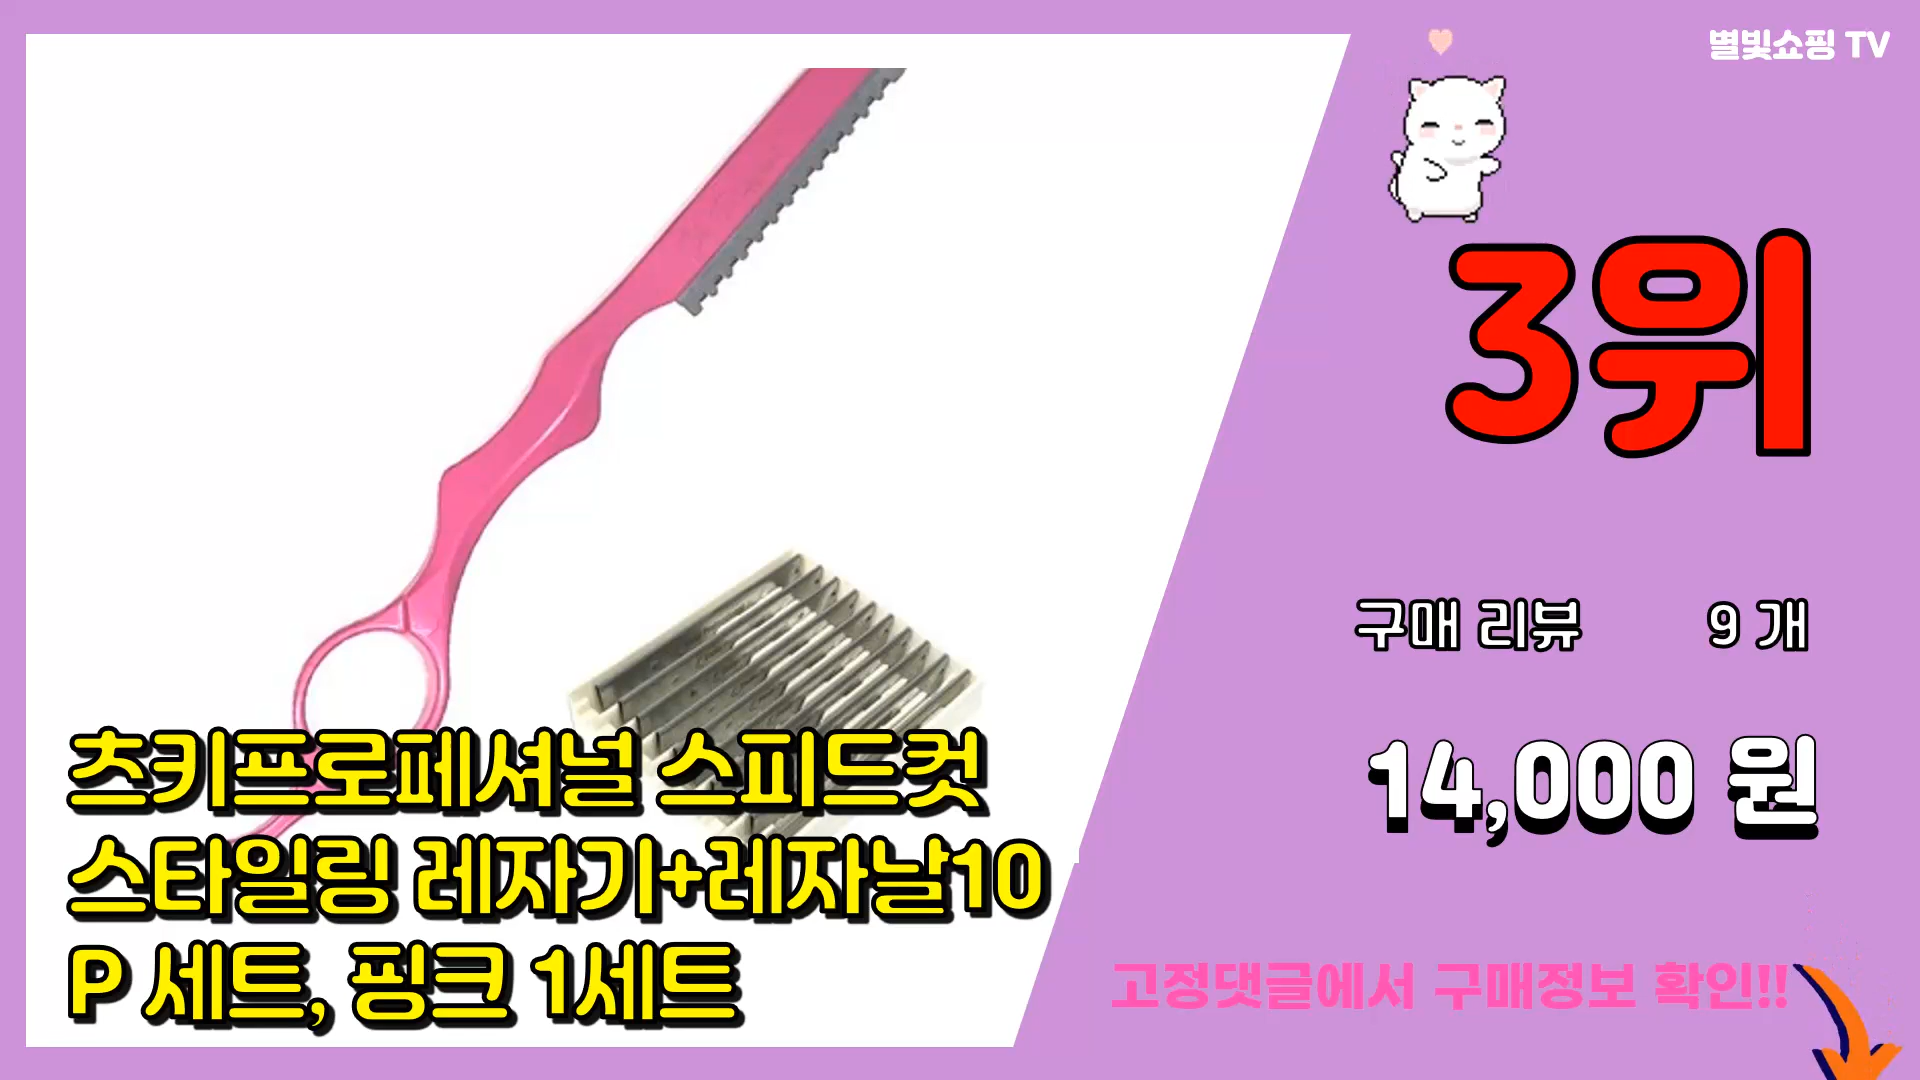 별빛쇼핑 TV
3위
구매 리뷰 9 개
14,000 원
츠키프로페셔널 스피드컷
스타일링 레자기+레자날10
P 세트, 핑크 1세트
고정댓글에서 구매정보 확인!!